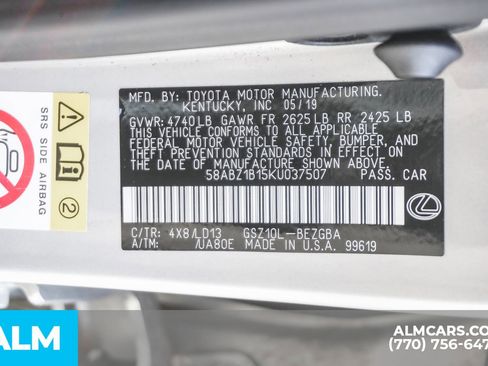 MFD. BY: TOYOTA MOTOR MANUFACTURING,
KENTUCKY, INC 05/19
GVWR: 4740LB GAWR FR 2625LB RR 2425 LB
THIS VEHICLE CONFORMS TO ALL APPLICABLE
FEDERAL MOTOR VEHICLE SAFETY, BUMPER, AND
THEFT PREVENTION STANDARDS IN EFFECT ON
THE DATE OF MANUFACTURE SHOWN ABOVE.
58ABZ1B15KU037507 PASS. CAR
C/TR: 4X8/LD13 GSZ10L-BEZGBA
A/TM: /UA80E MADE IN U.S.A. 99619
2
ALM
ALMCARS.CO
(770) 756-647